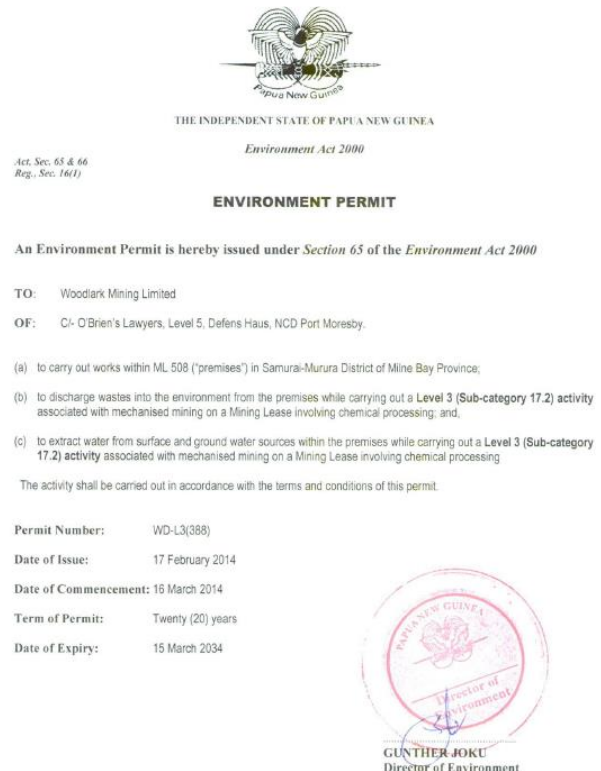 Papua New Guinea
THE INDEPENDENT STATE OF PAPUA NEW GUINEA
Environment Act 2000
Act, Sec. 65 & 66
Reg., Sec. 16(1)
ENVIRONMENT PERMIT
An Environment Permit is hereby issued under Section 65 of the Environment Act 2000
TO: Woodlark Mining Limited
OF: C/- O'Brien's Lawyers, Level 5, Defens Haus, NCD Port Moresby.
(a) to carry out works within ML 508 ("premises") in Samurai-Murura District of Milne Bay Province;
(b) to discharge wastes into the environment from the premises while carrying out a Level 3 (Sub-category 17.2) activity
associated with mechanised mining on a Mining Lease involving chemical processing; and,
(c) to extract water from surface and ground water sources within the premises while carrying out a Level 3 (Sub-category
17.2) activity associated with mechanised mining on a Mining Lease involving chemical processing
The activity shall be carried out in accordance with the terms and conditions of this permit.
Permit Number: WD-L3(388)
Date of Issue: 17 February 2014
Date of Commencement: 16 March 2014
Term of Permit: Twenty (20) years
Date of Expiry: 15 March 2034
PAPUA NEW GUINEA
Director of
Environment
GUNTHER JOKU
Director of Environment